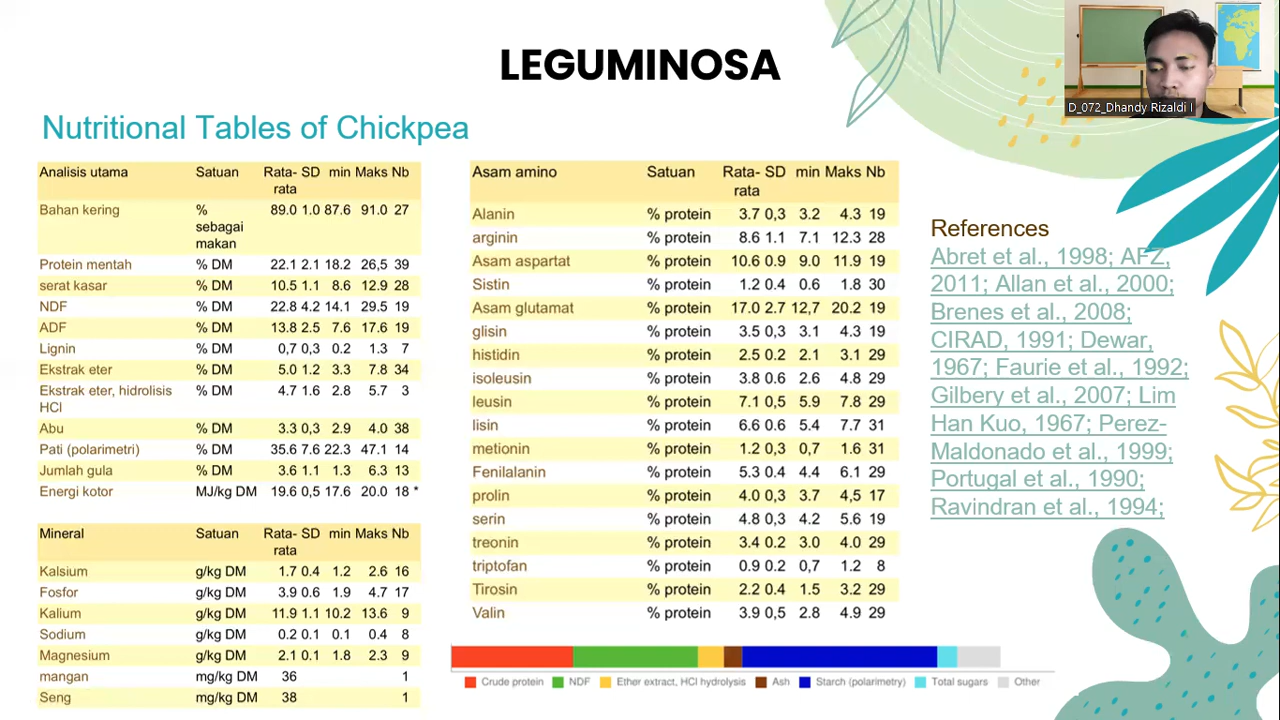 LEGUMINOSA
D_072_Dhandy Rizaldi I
Nutritional Tables of Chickpea
Analisis utama Satuan Rata-rata SD min Maks Nb
Bahan kering % sebagai makan 89.0 1.0 87.6 91.0 27
Protein mentah % DM 22.1 2.1 18.2 26,5 39
serat kasar % DM 10.5 1.1 8.6 12.9 28
NDF % DM 22.8 4.2 14.1 29.5 19
ADF % DM 13.8 2.5 7.6 17.6 19
Lignin % DM 0,7 0,3 0.2 1.3 7
Ekstrak eter % DM 5.0 1.2 3.3 7.8 34
Ekstrak eter, hidrolisis HCl % DM 4.7 1.6 2.8 5.7 3
Abu % DM 3.3 0,3 2.9 4.0 38
Pati (polarimetri) % DM 35.6 7.6 22.3 47.1 14
Jumlah gula % DM 3.6 1.1 1.3 6.3 13
Energi kotor MJ/kg DM 19.6 0,5 17.6 20.0 18 *
Mineral Satuan Rata-rata SD min Maks Nb
Kalsium g/kg DM 1.7 0.4 1.2 2.6 16
Fosfor g/kg DM 3.9 0.6 1.9 4.7 17
Kalium g/kg DM 11.9 1.1 10.2 13.6 9
Sodium g/kg DM 0.2 0.1 0.1 0.4 8
Magnesium g/kg DM 2.1 0.1 1.8 2.3 9
mangan mg/kg DM 36 1
Seng mg/kg DM 38 1
Asam amino Satuan Rata-rata SD min Maks Nb
Alanin % protein 3.7 0,3 3.2 4.3 19
arginin % protein 8.6 1.1 7.1 12.3 28
Asam aspartat % protein 10.6 0.9 9.0 11.9 19
Sistin % protein 1.2 0.4 0.6 1.8 30
Asam glutamat % protein 17.0 2.7 12,7 20.2 19
glisin % protein 3.5 0,3 3.1 4.3 19
histidin % protein 2.5 0.2 2.1 3.1 29
isoleusin % protein 3.8 0.6 2.6 4.8 29
leusin % protein 7.1 0,5 5.9 7.8 29
lisin % protein 6.6 0.6 5.4 7.7 31
metionin % protein 1.2 0,3 0,7 1.6 31
Fenilalanin % protein 5.3 0.4 4.4 6.1 29
prolin % protein 4.0 0,3 3.7 4,5 17
serin % protein 4.8 0,3 4.2 5.6 19
treonin % protein 3.4 0.2 3.0 4.0 29
triptofan % protein 0.9 0.2 0,7 1.2 8
Tirosin % protein 2.2 0.4 1.5 3.2 29
Valin % protein 3.9 0,5 2.8 4.9 29
Crude protein NDF Ether extract, HCl hydrolysis Ash Starch (polarimetry) Total sugars Other
References
Abret et al., 1998; AFZ,
2011; Allan et al., 2000;
Brenes et al., 2008;
CIRAD, 1991; Dewar,
1967; Faurie et al., 1992;
Gilbery et al., 2007; Lim
Han Kuo, 1967; Perez-
Maldonado et al., 1999;
Portugal et al., 1990;
Ravindran et al., 1994;